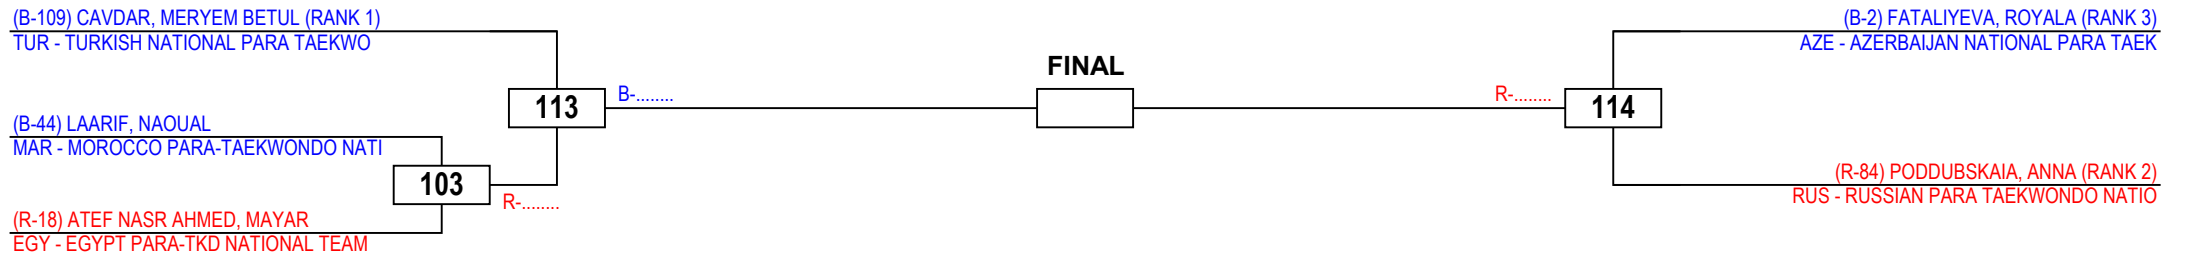 (B-109) CAVDAR, MERYEM BETUL (RANK 1)
TUR - TURKISH NATIONAL PARA TAEKWO
(B-44) LAARIF, NAOUAL
MAR - MOROCCO PARA-TAEKWONDO NATI
(R-18) ATEF NASR AHMED, MAYAR
EGY - EGYPT PARA-TKD NATIONAL TEAM
103
R-........
113
B-........
FINAL
R-........
114
(B-2) FATALIYEVA, ROYALA (RANK 3)
AZE - AZERBAIJAN NATIONAL PARA TAEK
(R-84) PODDUBSKAIA, ANNA (RANK 2)
RUS - RUSSIAN PARA TAEKWONDO NATIO